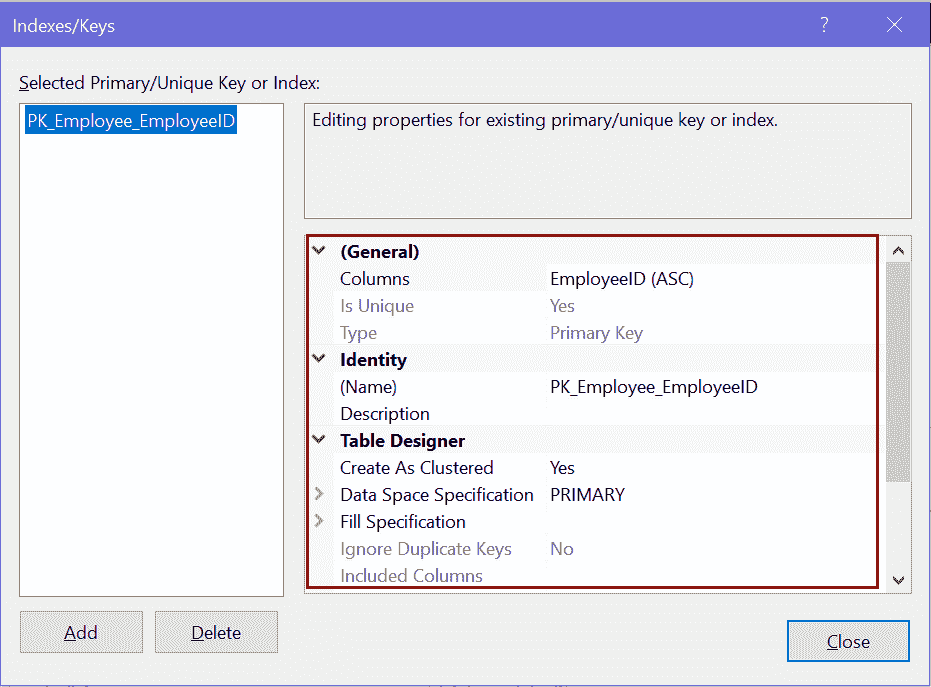 Indexes/Keys
?
Selected Primary/Unique Key or Index:
PK_Employee_EmployeeID
Editing properties for existing primary/unique key or index.
(General)
Columns EmployeeID (ASC)
Is Unique Yes
Type Primary Key
Identity
(Name) PK_Employee_EmployeeID
Description
Table Designer
Create As Clustered Yes
Data Space Specification PRIMARY
Fill Specification
Ignore Duplicate Keys No
Included Columns
Add Delete
Close